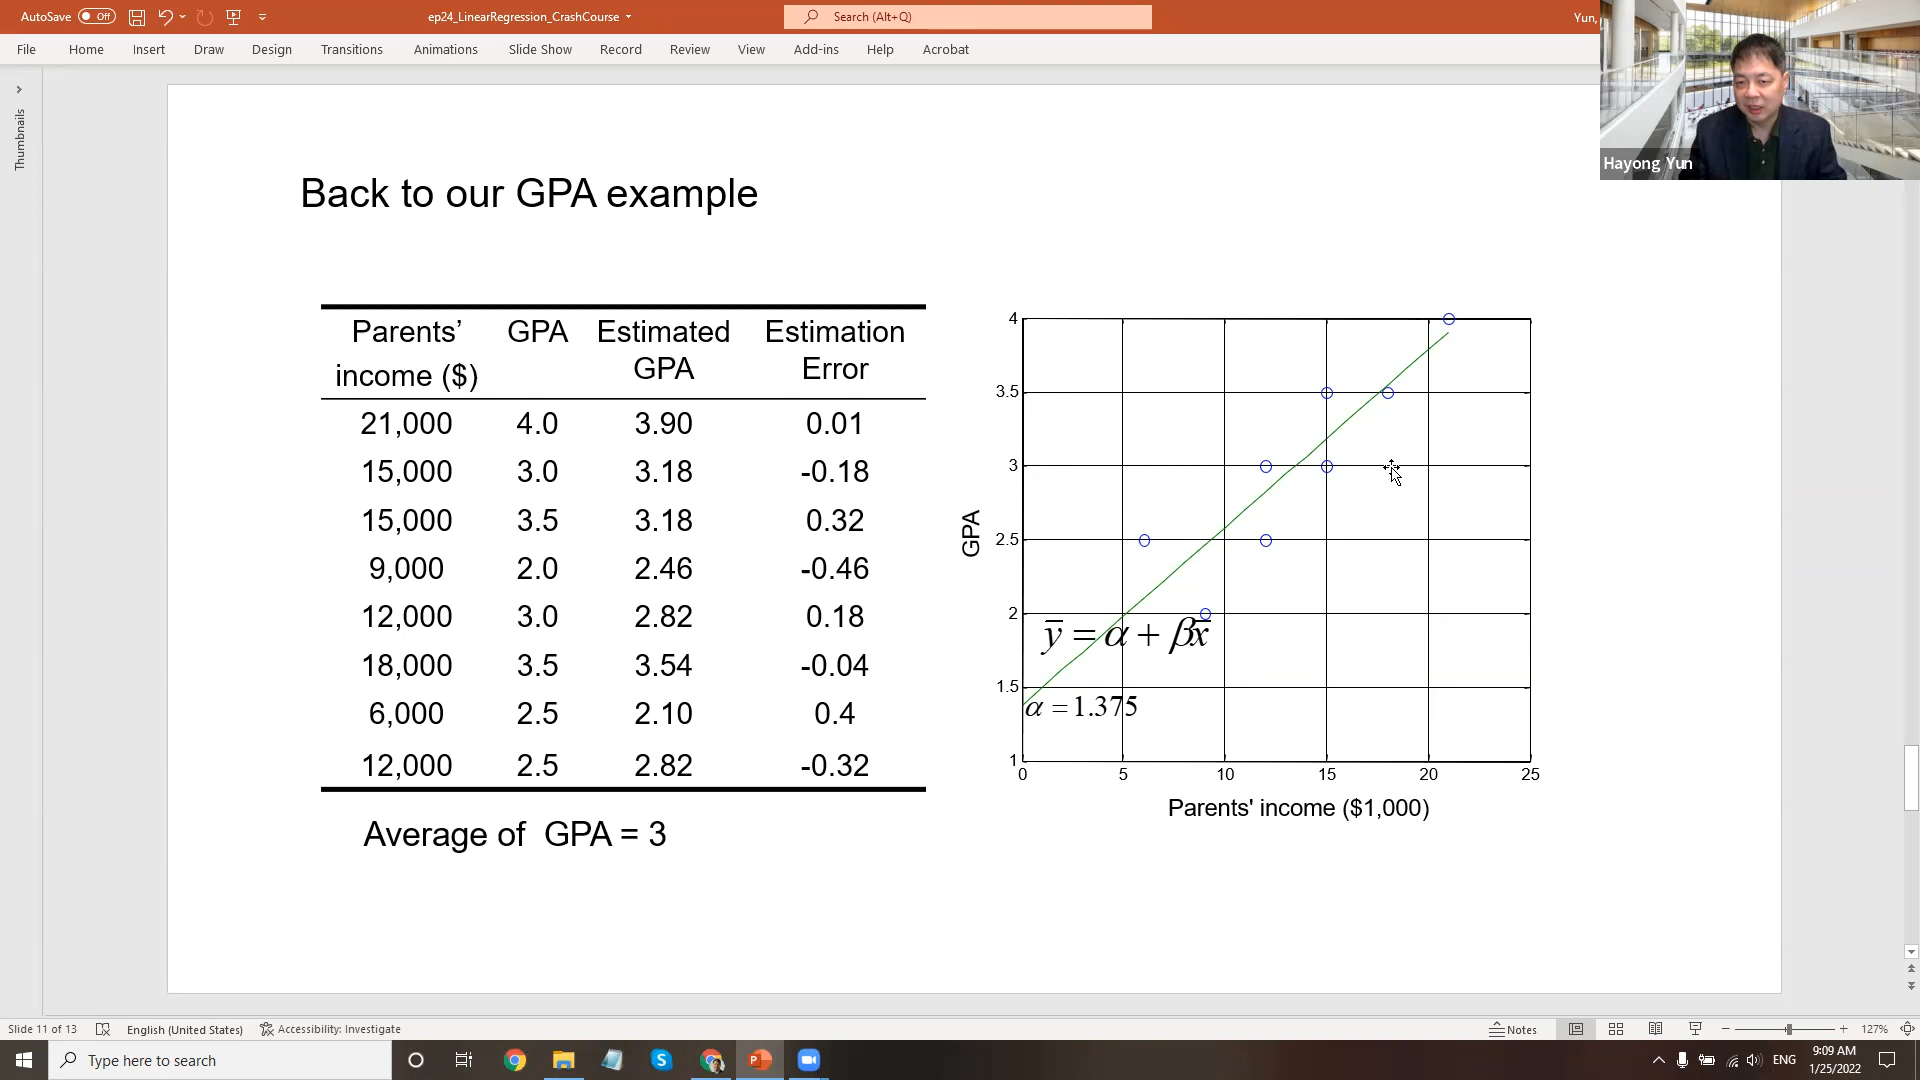 AutoSave Off ep24_LinearRegression_CrashCourse Search (Alt+Q) Yun,
File Home Insert Draw Design Transitions Animations Slide Show Record Review View Add-ins Help Acrobat
Hayong Yun
Thumbnails
Back to our GPA example
Parents’ GPA Estimated Estimation
income ($) GPA Error
21,000 4.0 3.90 0.01
15,000 3.0 3.18 -0.18
15,000 3.5 3.18 0.32
9,000 2.0 2.46 -0.46
12,000 3.0 2.82 0.18
18,000 3.5 3.54 -0.04
6,000 2.5 2.10 0.4
12,000 2.5 2.82 -0.32
Average of GPA = 3
4
3.5
3
2.5
2
1.5
1
GPA
y̅ = α + βx̅
α = 1.375
0 5 10 15 20 25
Parents' income ($1,000)
Slide 11 of 13 English (United States) Accessibility: Investigate Notes 127%
Type here to search ENG 9:09 AM
1/25/2022